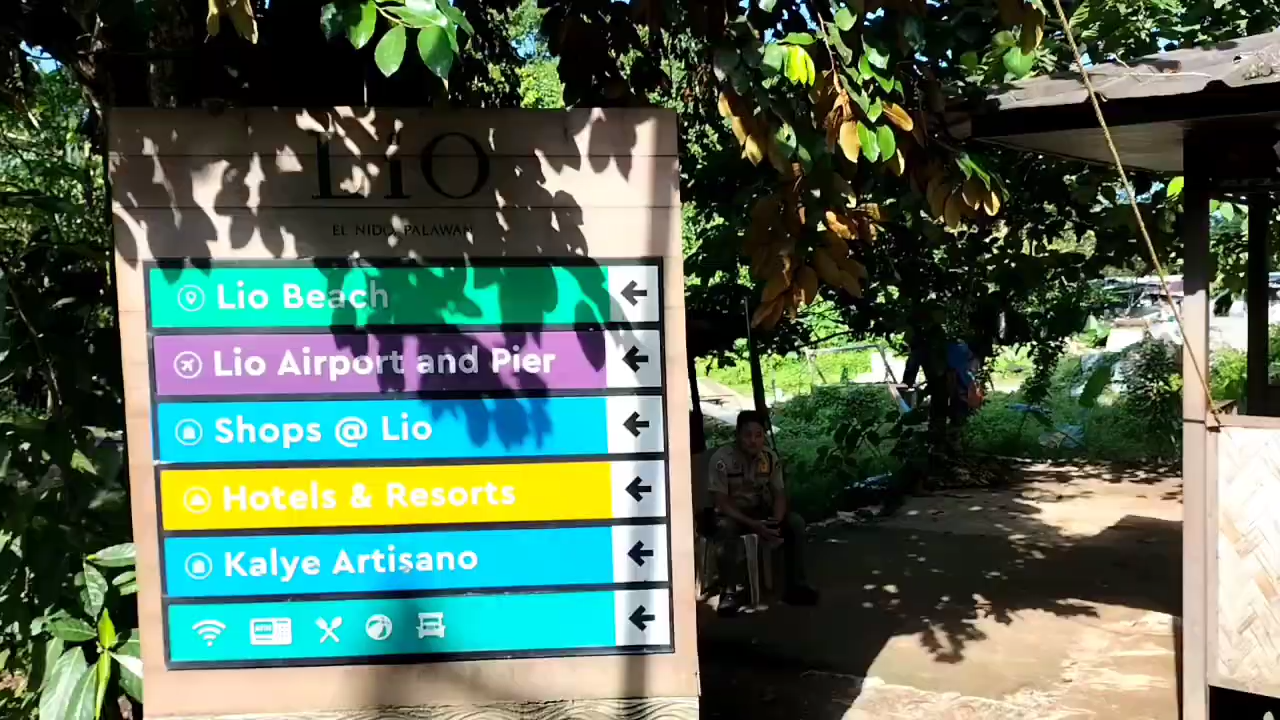 LIO
EL NIDO, PALAWAN
Lio Beach
Lio Airport and Pier
Shops @ Lio
Hotels & Resorts
Kalye Artisano